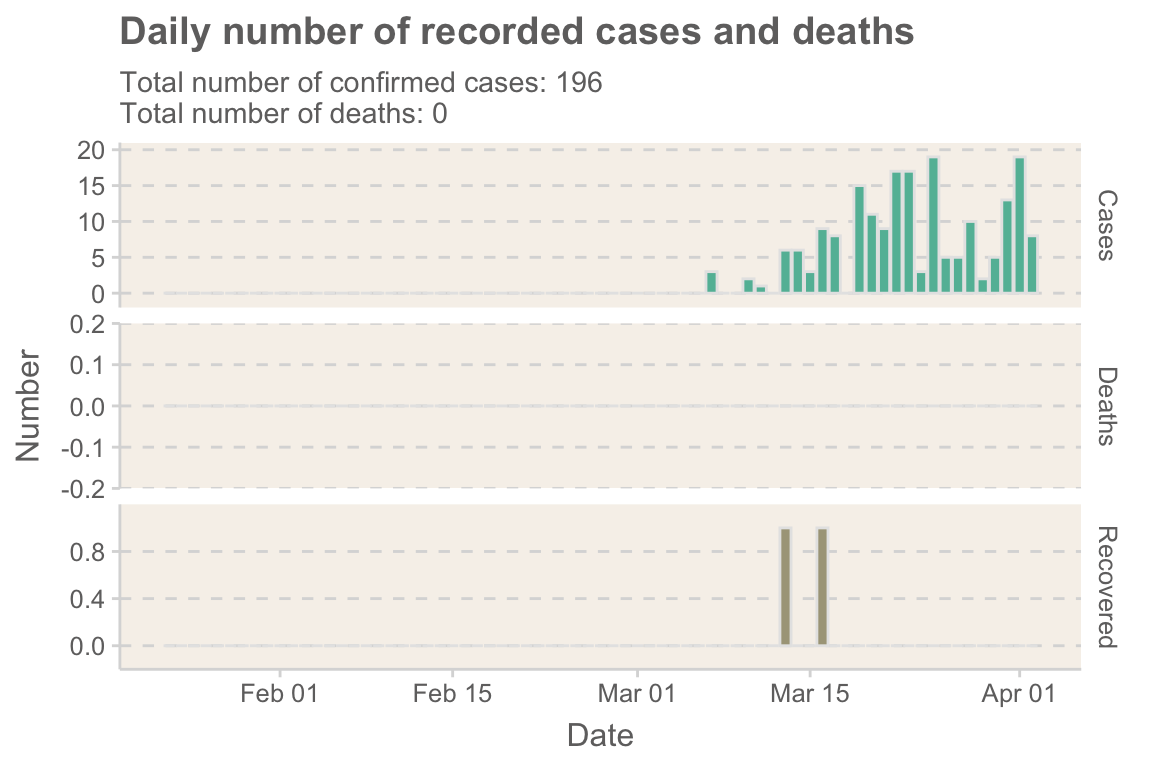 Daily number of recorded cases and deaths
Total number of confirmed cases: 196
Total number of deaths: 0
20
15
10
5
0
Cases
0.2
0.1
0.0
-0.1
-0.2
Deaths
Number
0.8
0.4
0.0
Recovered
Feb 01 Feb 15 Mar 01 Mar 15 Apr 01
Date